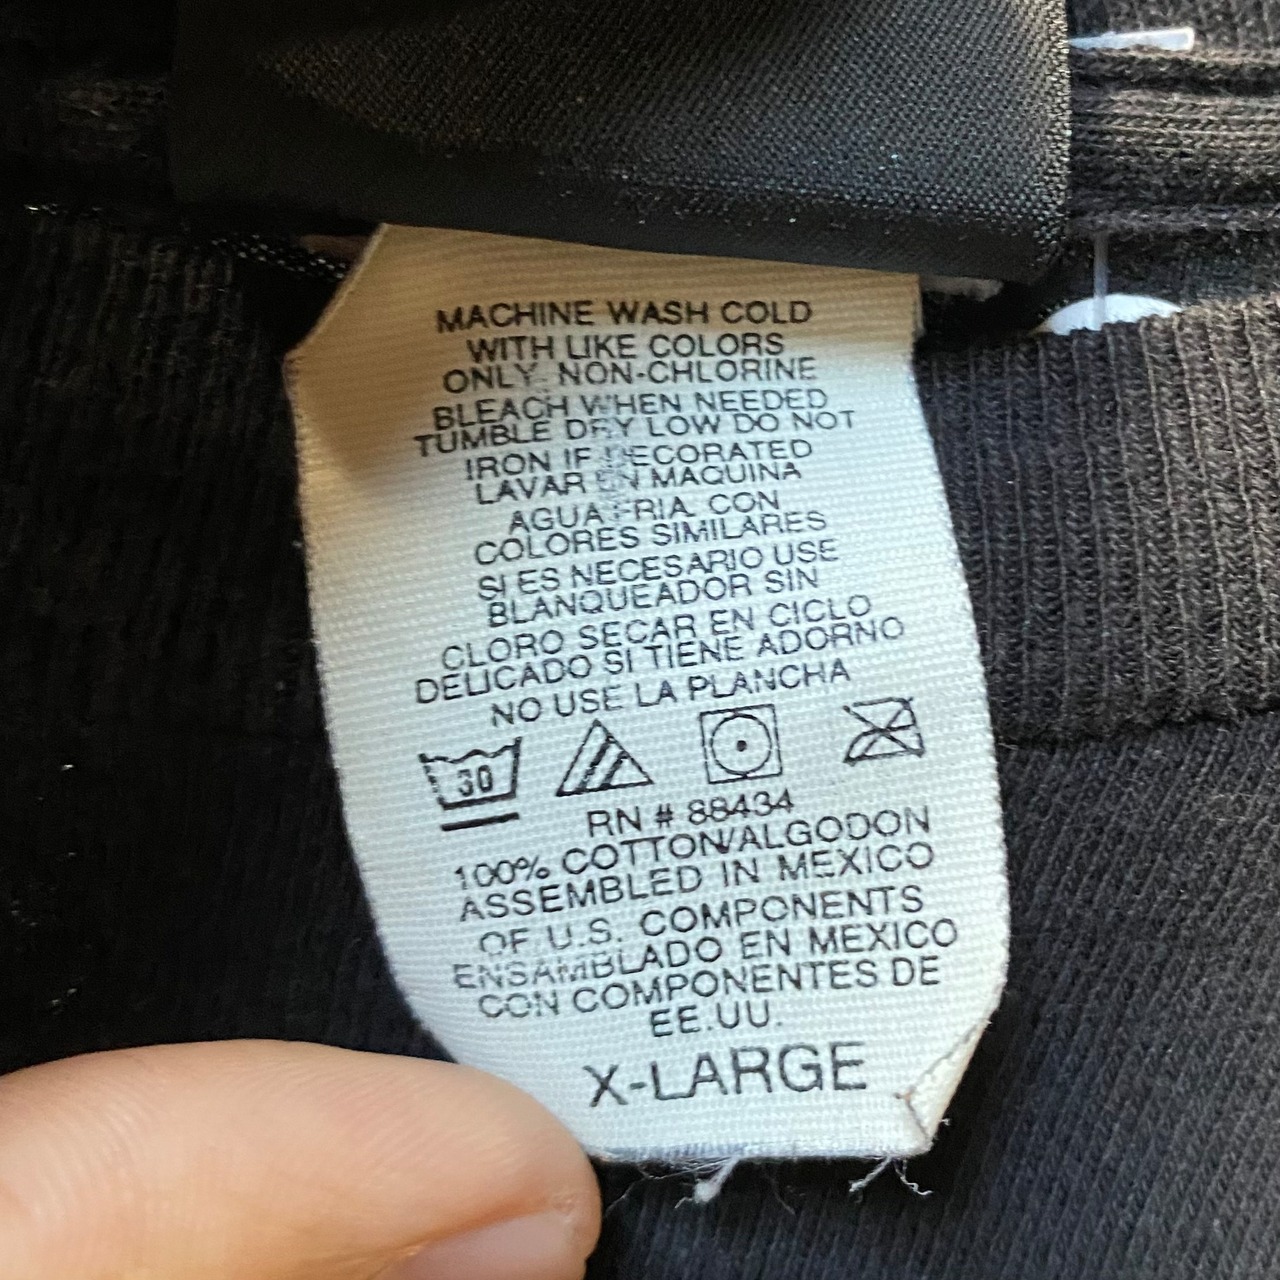 MACHINE WASH COLD
WITH LIKE COLORS
ONLY. NON-CHLORINE
BLEACH WHEN NEEDED
TUMBLE DRY LOW DO NOT
IRON IF DECORATED
LAVAR EN MAQUINA
AGUA FRIA CON
COLORES SIMILARES
SI ES NECESARIO USE
BLANQUEADOR SIN
CLORO SECAR EN CICLO
DELICADO SI TIENE ADORNO
NO USE LA PLANCHA
30
RN # 88434
100% COTTON/ALGODON
ASSEMBLED IN MEXICO
OF U.S. COMPONENTS
ENSAMBLADO EN MEXICO
CON COMPONENTES DE
EE.UU.
X-LARGE